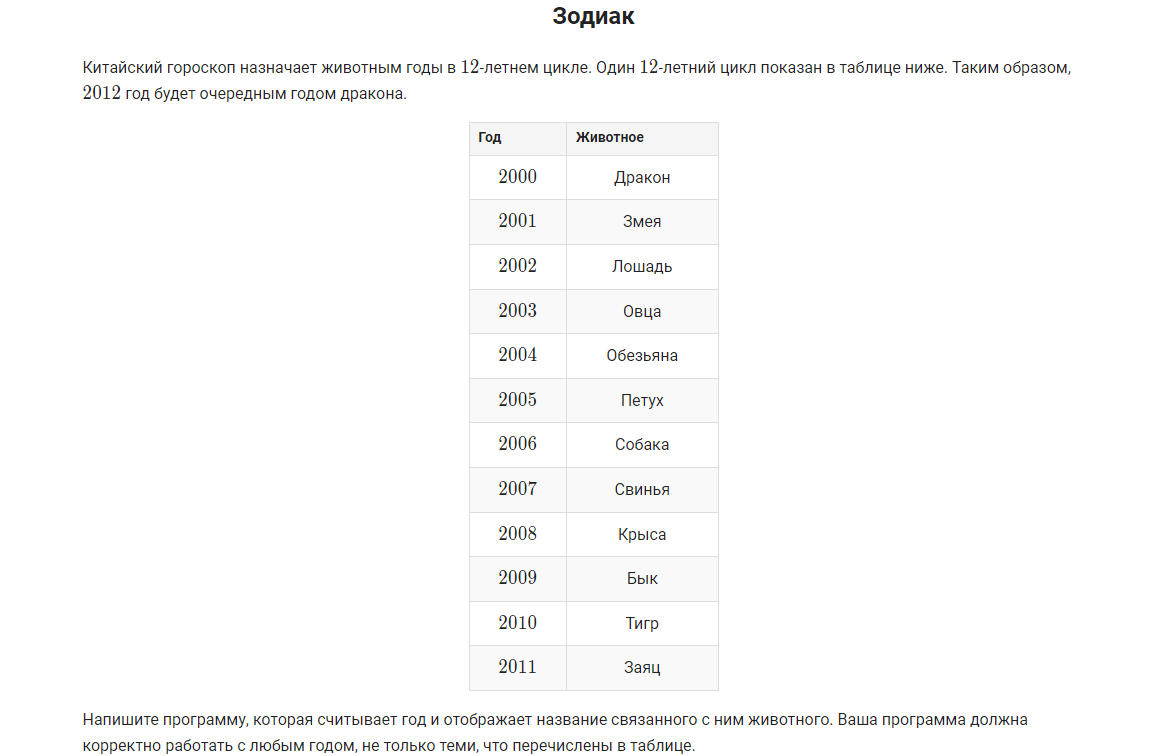 Зодиак
Китайский гороскоп назначает животным годы в 12-летнем цикле. Один 12-летний цикл показан в таблице ниже. Таким образом,
2012 год будет очередным годом дракона.
Год Животное
2000 Дракон
2001 Змея
2002 Лошадь
2003 Овца
2004 Обезьяна
2005 Петух
2006 Собака
2007 Свинья
2008 Крыса
2009 Бык
2010 Тигр
2011 Заяц
Напишите программу, которая считывает год и отображает название связанного с ним животного. Ваша программа должна
корректно работать с любым годом, не только теми, что перечислены в таблице.